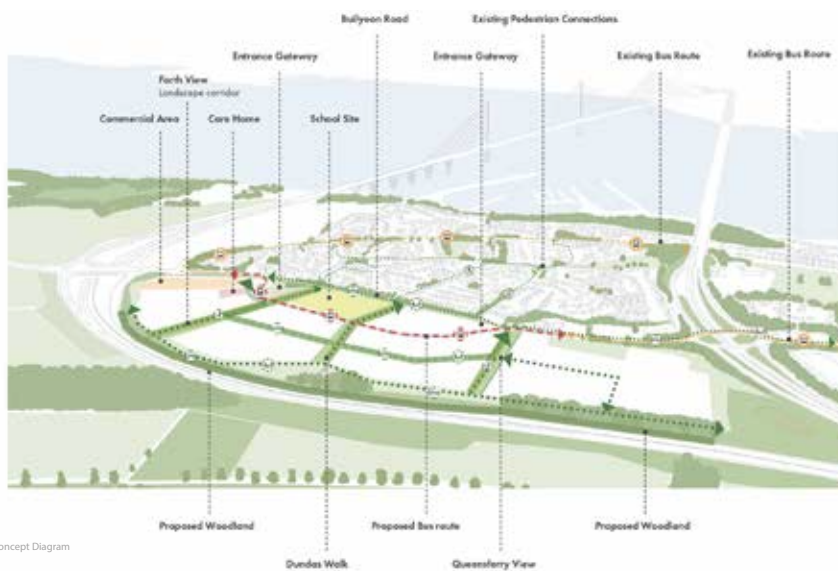 Builyeon Road
Existing Pedestrian Connections
Entrance Gateway
Entrance Gateway
Existing Bus Route
Existing Bus Route
Forth View
Landscape corridor
Commercial Area
Care Home
School Site
Proposed Woodland
Proposed Bus route
Proposed Woodland
oncept Diagram
Dundas Walk
Queensferry View